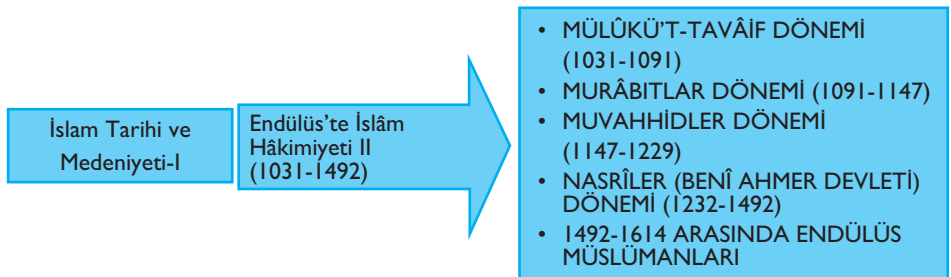 İslam Tarihi ve
Medeniyeti-I
Endülüs’te İslâm
Hâkimiyeti II
(1031-1492)
• MÜLÛKÜ’T-TAVÂİF DÖNEMİ
(1031-1091)
• MURÂBITLAR DÖNEMİ (1091-1147)
• MUVAHHİDLER DÖNEMİ
(1147-1229)
• NASRÎLER (BENÎ AHMER DEVLETİ)
DÖNEMİ (1232-1492)
• 1492-1614 ARASINDA ENDÜLÜS
MÜSLÜMANLARI